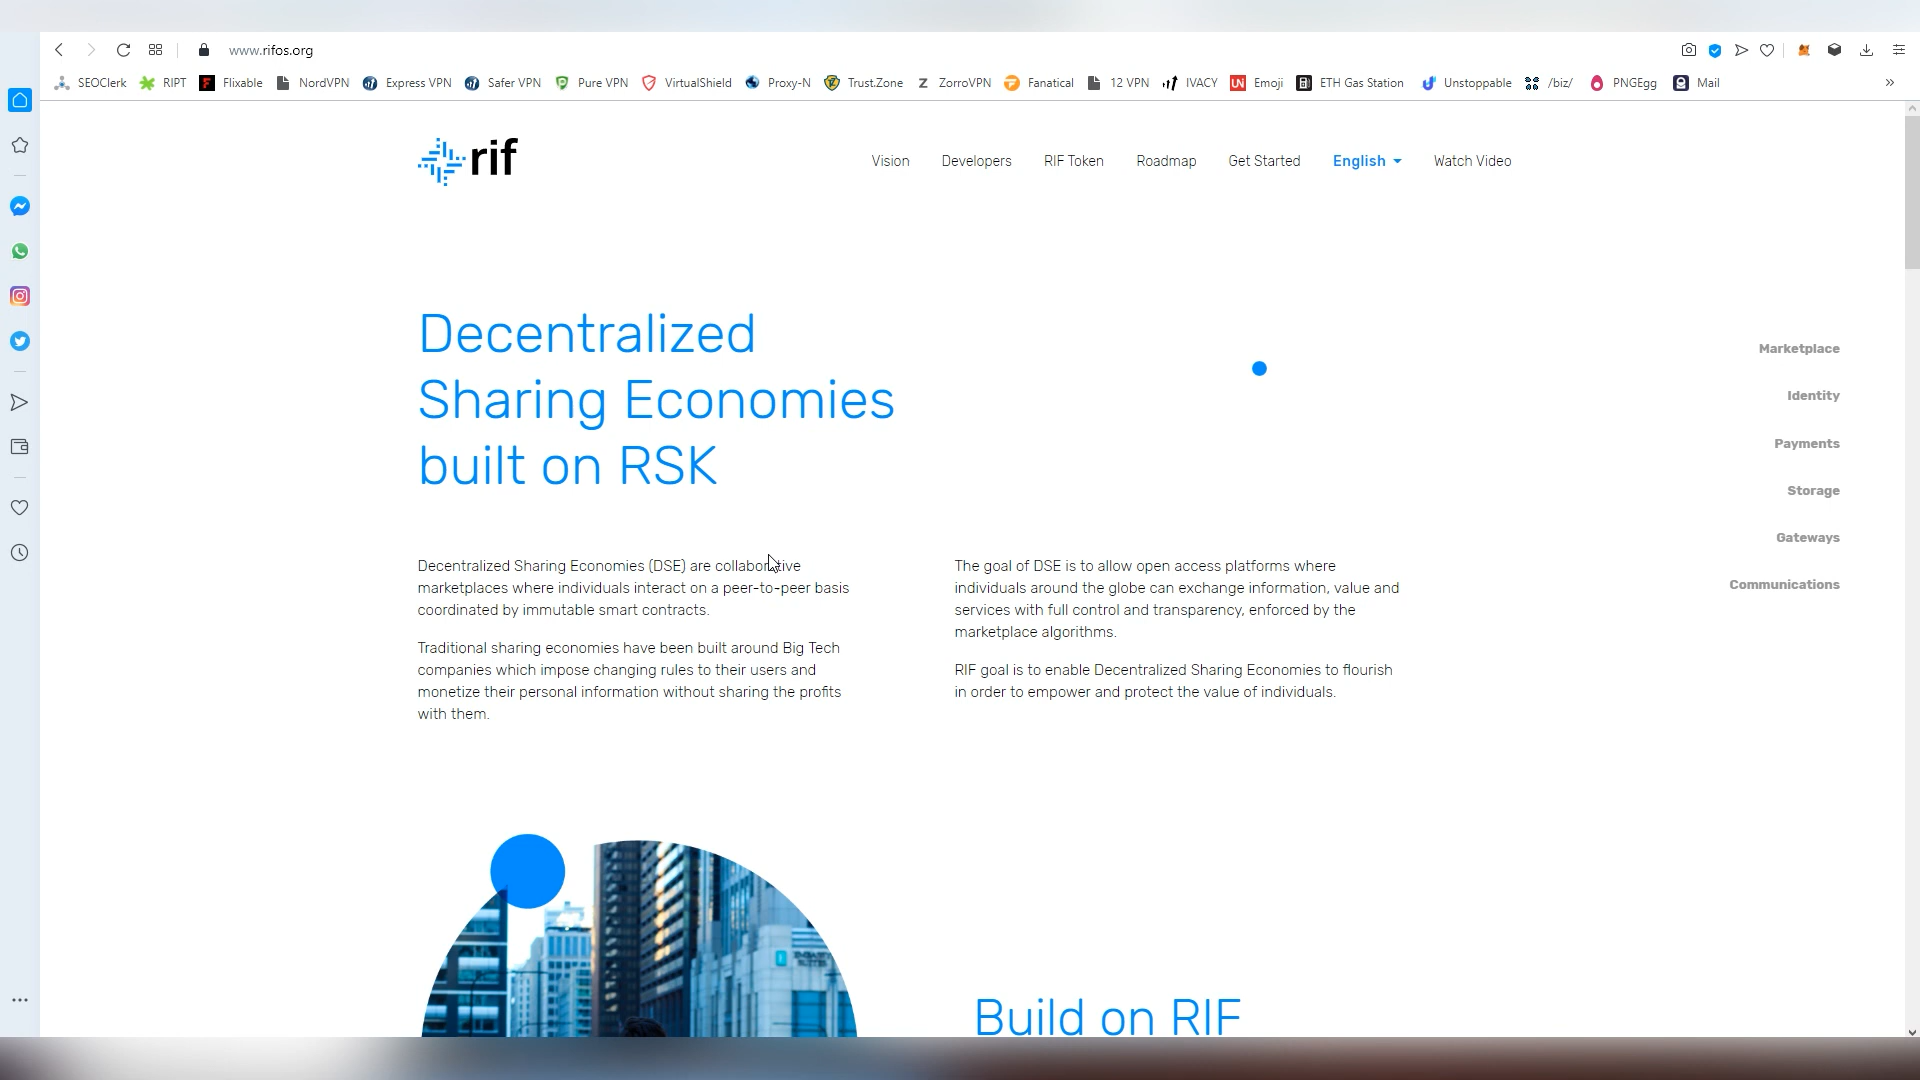 www.rifos.org
SEOClerk RIPT Flixable NordVPN Express VPN Safer VPN Pure VPN VirtualShield Proxy-N Trust.Zone ZorroVPN Fanatical 12 VPN IVACY Emoji ETH Gas Station Unstoppable /biz/ PNGEgg Mail
rif
Vision Developers RIF Token Roadmap Get Started English Watch Video
Decentralized
Sharing Economies
built on RSK
Marketplace
Identity
Payments
Storage
Gateways
Communications
Decentralized Sharing Economies (DSE) are collaborative
marketplaces where individuals interact on a peer-to-peer basis
coordinated by immutable smart contracts.
Traditional sharing economies have been built around Big Tech
companies which impose changing rules to their users and
monetize their personal information without sharing the profits
with them.
The goal of DSE is to allow open access platforms where
individuals around the globe can exchange information, value and
services with full control and transparency, enforced by the
marketplace algorithms.
RIF goal is to enable Decentralized Sharing Economies to flourish
in order to empower and protect the value of individuals.
Build on RIF